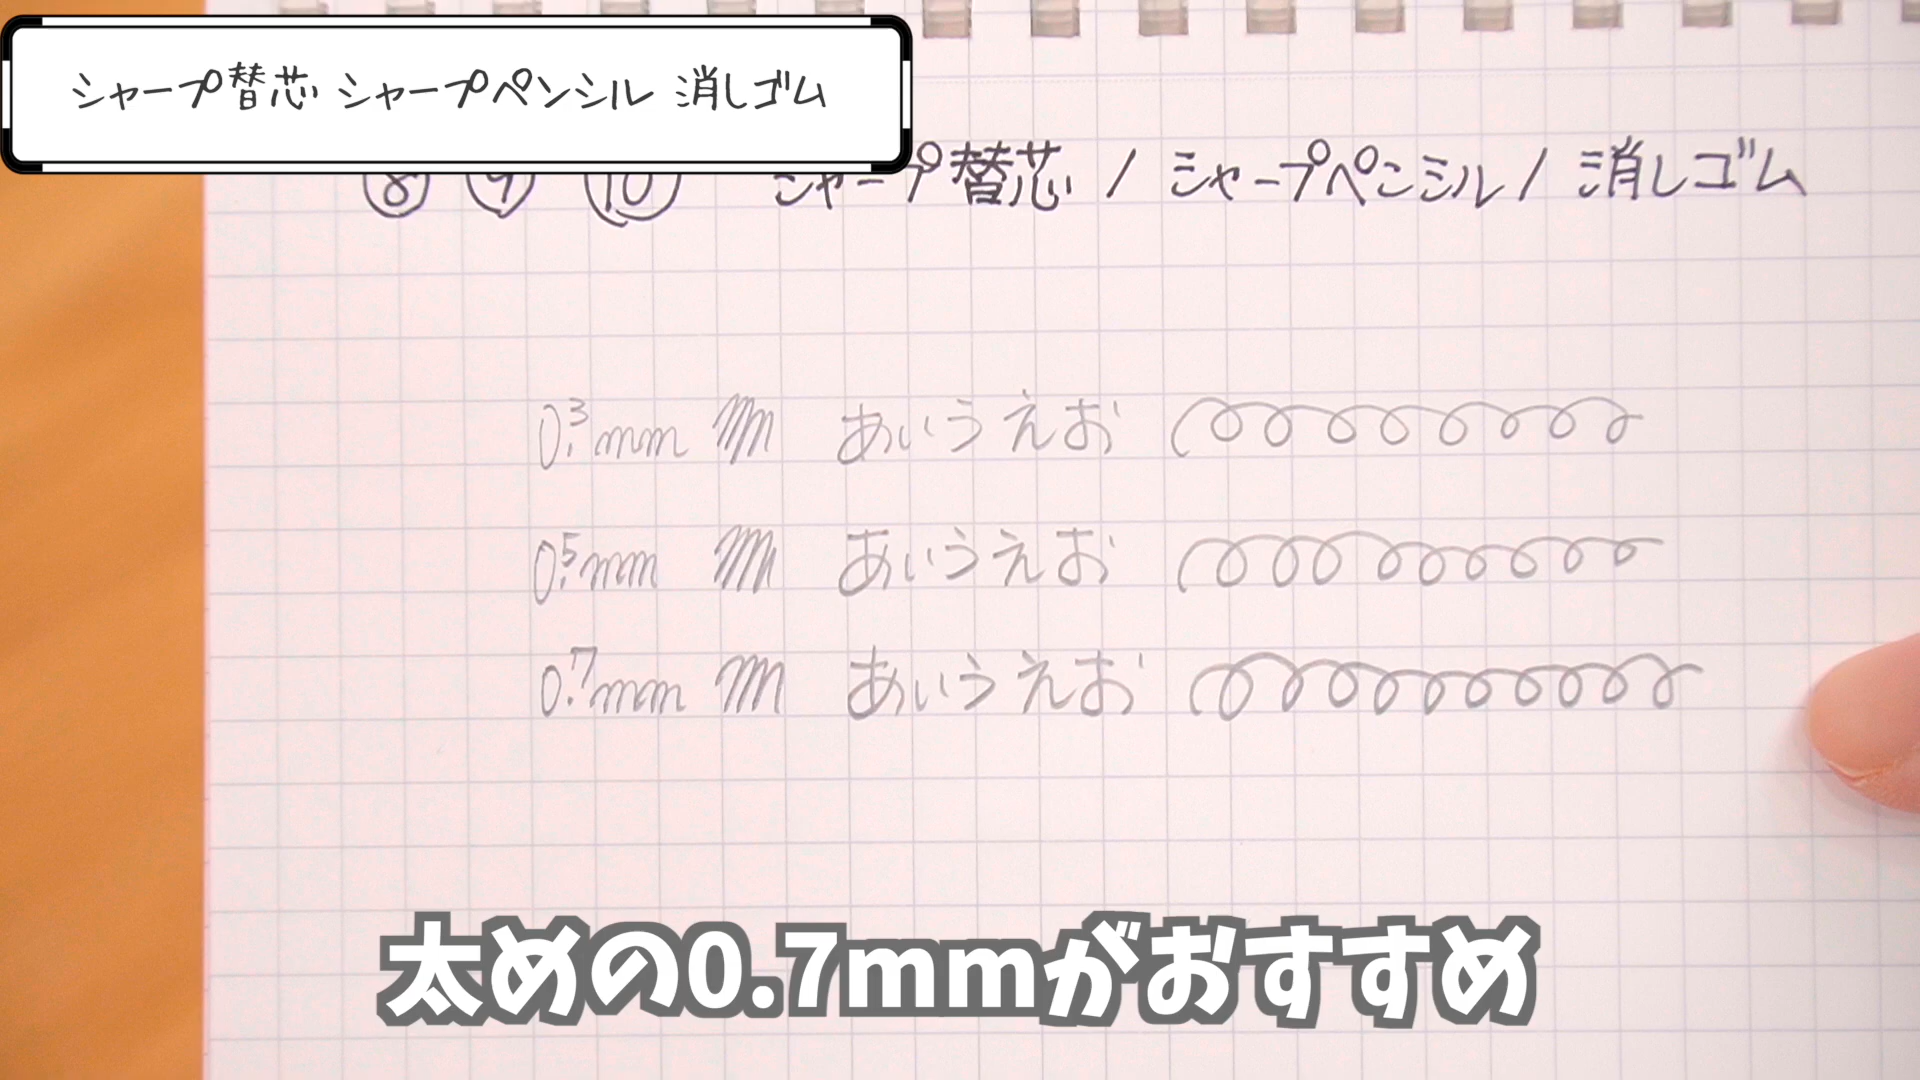 シャープ替芯 シャープペンシル 消しゴム
⑧ ⑨ ⑩ シャープ替芯 / シャープペンシル / 消しゴム
0.3mm あいうえお
0.5mm あいうえお
0.7mm あいうえお
太めの0.7mmがおすすめ